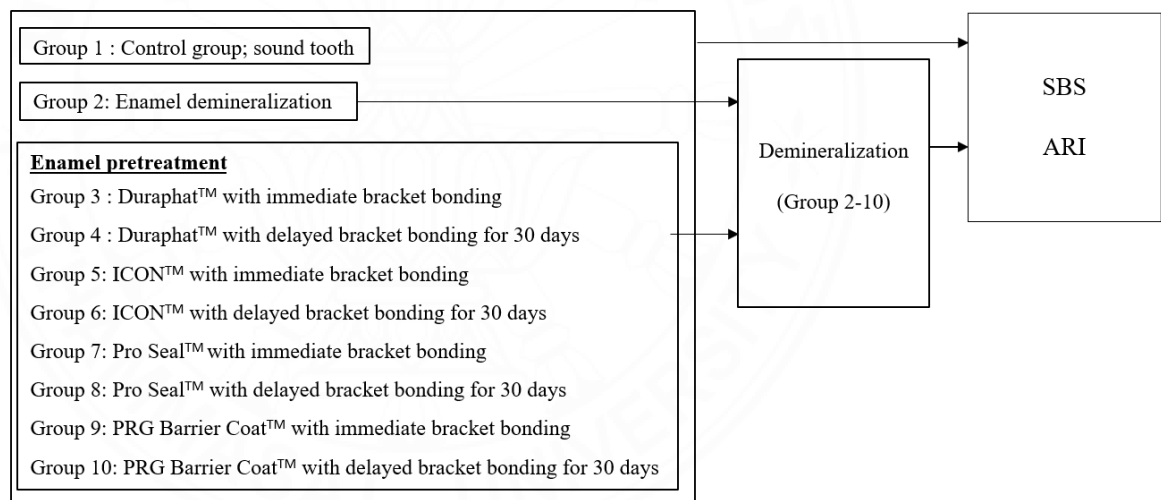 Group 1 : Control group; sound tooth
Group 2: Enamel demineralization
Enamel pretreatment
Group 3 : Duraphat™ with immediate bracket bonding
Group 4 : Duraphat™ with delayed bracket bonding for 30 days
Group 5: ICON™ with immediate bracket bonding
Group 6: ICON™ with delayed bracket bonding for 30 days
Group 7: Pro Seal™ with immediate bracket bonding
Group 8: Pro Seal™ with delayed bracket bonding for 30 days
Group 9: PRG Barrier Coat™ with immediate bracket bonding
Group 10: PRG Barrier Coat™ with delayed bracket bonding for 30 days
Demineralization
(Group 2-10)
SBS
ARI